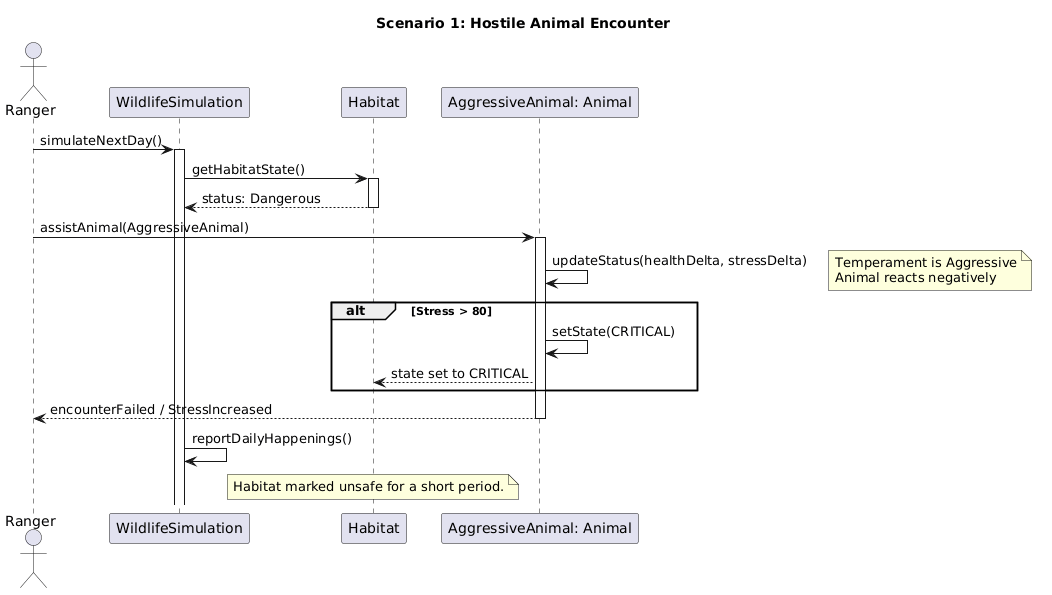 Scenario 1: Hostile Animal Encounter
Ranger
WildlifeSimulation
Habitat
AggressiveAnimal: Animal
simulateNextDay()
getHabitatState()
status: Dangerous
assistAnimal(AggressiveAnimal)
updateStatus(healthDelta, stressDelta)
Temperament is Aggressive
Animal reacts negatively
alt
[Stress > 80]
setState(CRITICAL)
state set to CRITICAL
encounterFailed / StressIncreased
reportDailyHappenings()
Habitat marked unsafe for a short period.
Ranger
WildlifeSimulation
Habitat
AggressiveAnimal: Animal